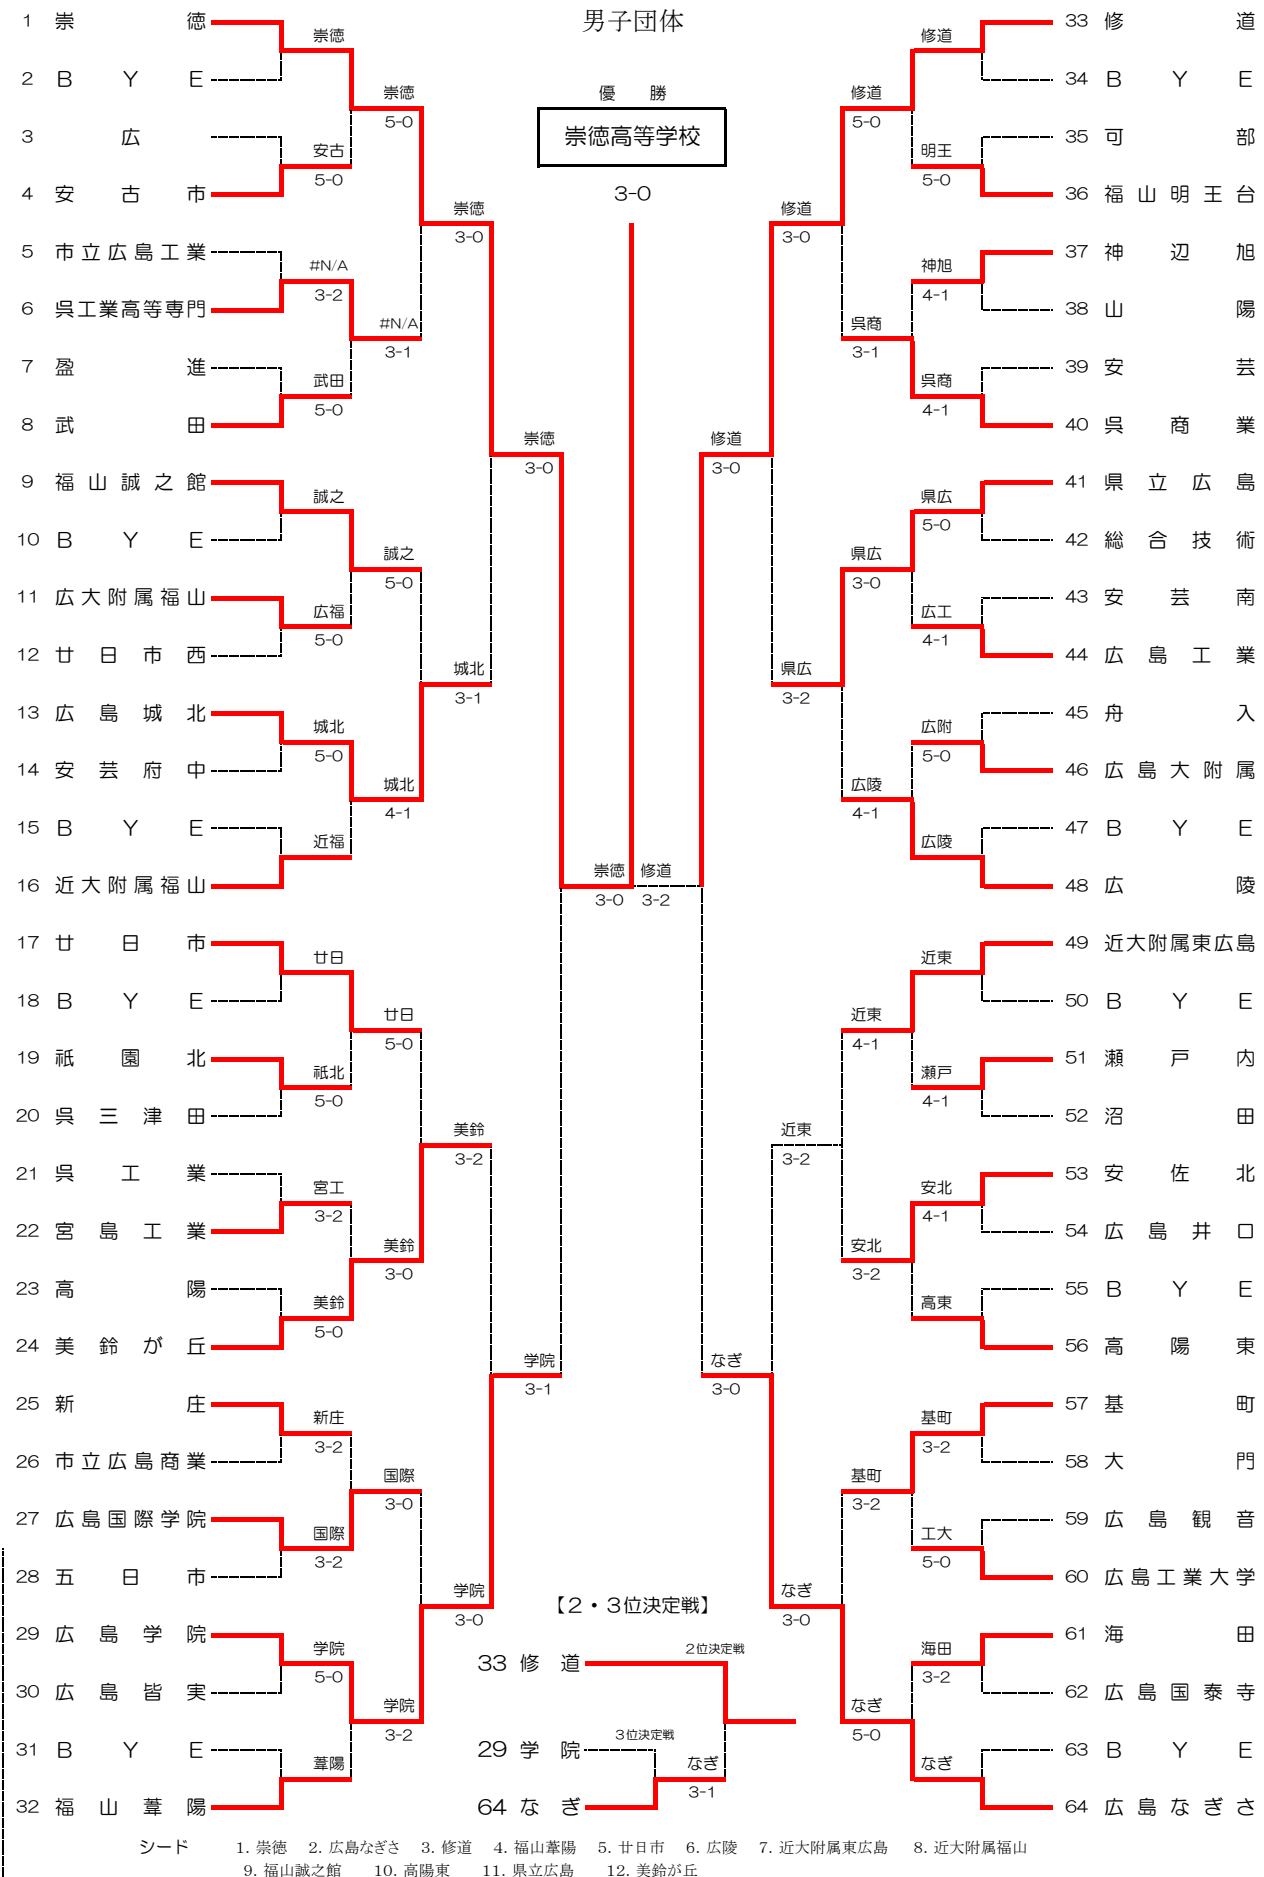 男子団体
優　勝
崇徳高等学校
3-0
1 崇徳
2 BYE
3 広
4 安古市
5 市立広島工業
6 呉工業高等専門
7 盈進
8 武田
9 福山誠之館
10 BYE
11 広大附属福山
12 廿日市西
13 広島城北
14 安芸府中
15 BYE
16 近大附属福山
17 廿日市
18 BYE
19 祇園北
20 呉三津田
21 呉工業
22 宮島工業
23 高陽
24 美鈴が丘
25 新庄
26 市立広島商業
27 広島国際学院
28 五日市
29 広島学院
30 広島皆実
31 BYE
32 福山葦陽
崇徳
安古
5-0
#N/A
3-2
武田
5-0
誠之
広福
5-0
城北
5-0
近福
廿日
祇北
5-0
宮工
3-2
美鈴
5-0
新庄
3-2
国際
3-2
学院
5-0
葦陽
崇徳
5-0
#N/A
3-1
誠之
5-0
城北
4-1
廿日
5-0
美鈴
3-0
国際
3-0
学院
3-2
崇徳
3-0
城北
3-1
美鈴
3-2
学院
3-0
崇徳
3-0
学院
3-1
崇徳
3-0
修道
3-2
修道
3-0
なぎ
3-0
修道
3-0
県広
3-2
近東
3-2
なぎ
3-0
修道
5-0
呉商
3-1
県広
3-0
広陵
4-1
近東
4-1
安北
3-2
基町
3-2
なぎ
5-0
修道
明王
5-0
神旭
4-1
呉商
4-1
県広
5-0
広工
4-1
広附
5-0
広陵
近東
瀬戸
4-1
安北
4-1
高東
基町
3-2
工大
5-0
海田
3-2
なぎ
33 修道
34 BYE
35 可部
36 福山明王台
37 神辺旭
38 山陽
39 安芸
40 呉商業
41 県立広島
42 総合技術
43 安芸南
44 広島工業
45 舟入
46 広島大附属
47 BYE
48 広陵
49 近大附属東広島
50 BYE
51 瀬戸内
52 沼田
53 安佐北
54 広島井口
55 BYE
56 高陽東
57 基町
58 大門
59 広島観音
60 広島工業大学
61 海田
62 広島国泰寺
63 BYE
64 広島なぎさ
【2・3位決定戦】
2位決定戦
33 修道
3位決定戦
29 学院
なぎ
3-1
64 なぎ
シード 1. 崇徳 2. 広島なぎさ 3. 修道 4. 福山葦陽 5. 廿日市 6. 広陵 7. 近大附属東広島 8. 近大附属福山
9. 福山誠之館 10. 高陽東 11. 県立広島 12. 美鈴が丘